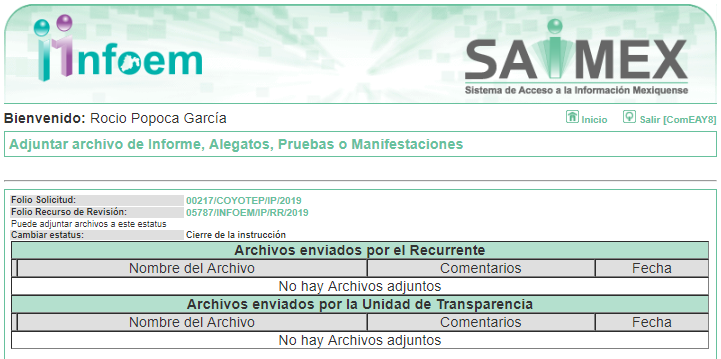 infoem
SAIMEX
Sistema de Acceso a la Información Mexiquense
Bienvenido: Rocio Popoca García
Inicio Salir [ComEAY8]
Adjuntar archivo de Informe, Alegatos, Pruebas o Manifestaciones
Folio Solicitud: 00217/COYOTEP/IP/2019
Folio Recurso de Revisión: 05787/INFOEM/IP/RR/2019
Puede adjuntar archivos a este estatus
Cambiar estatus: Cierre de la instrucción
Archivos enviados por el Recurrente
Nombre del Archivo Comentarios Fecha
No hay Archivos adjuntos
Archivos enviados por la Unidad de Transparencia
Nombre del Archivo Comentarios Fecha
No hay Archivos adjuntos